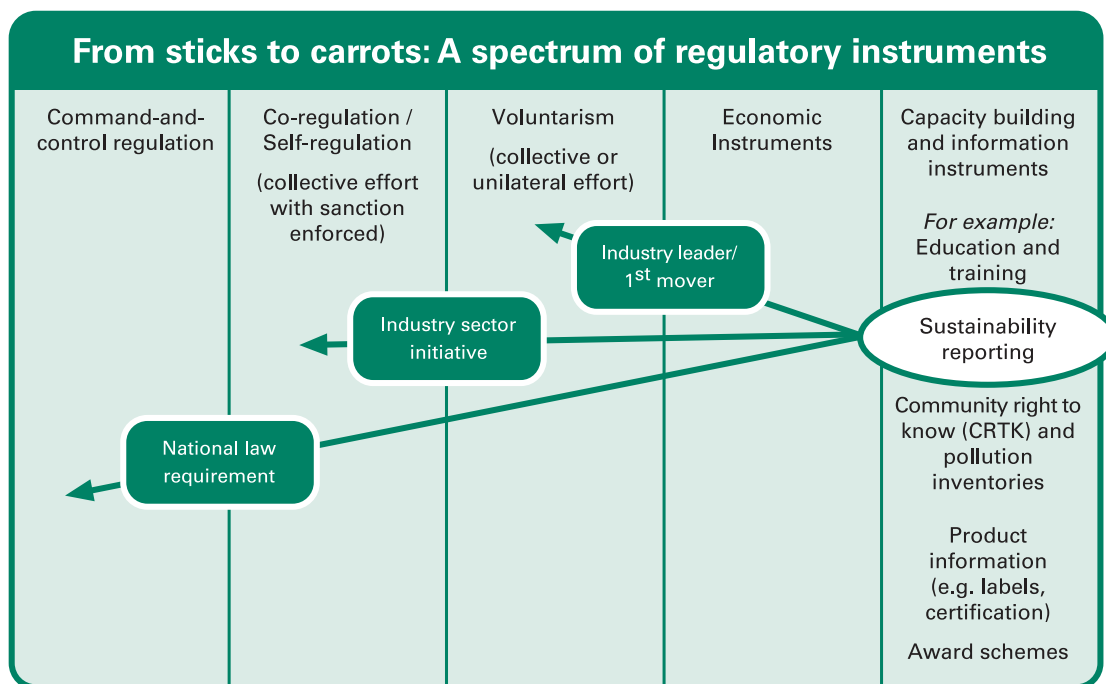 From sticks to carrots: A spectrum of regulatory instruments
Command-and-
control regulation
Co-regulation /
Self-regulation
(collective effort
with sanction
enforced)
Voluntarism
(collective or
unilateral effort)
Economic
Instruments
Capacity building
and information
instruments
For example:
Education and
training
Industry leader/
1st mover
Industry sector
initiative
National law
requirement
Sustainability
reporting
Community right to
know (CRTK) and
pollution
inventories
Product
information
(e.g. labels,
certification)
Award schemes